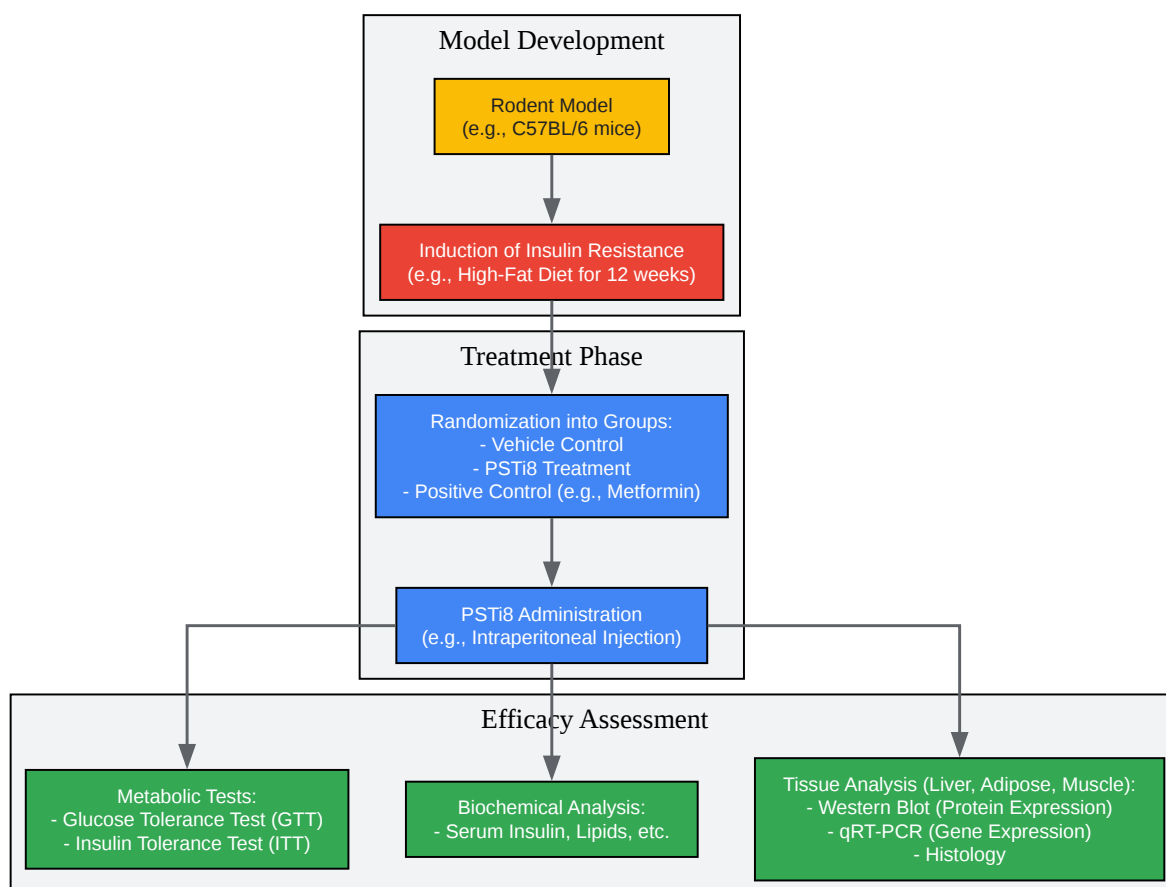 Model Development
Rodent Model
(e.g., C57BL/6 mice)
Induction of Insulin Resistance
(e.g., High-Fat Diet for 12 weeks)
Treatment Phase
Randomization into Groups:
- Vehicle Control
- PSTi8 Treatment
- Positive Control (e.g., Metformin)
PSTi8 Administration
(e.g., Intraperitoneal Injection)
Efficacy Assessment
Metabolic Tests:
- Glucose Tolerance Test (GTT)
- Insulin Tolerance Test (ITT)
Biochemical Analysis:
- Serum Insulin, Lipids, etc.
Tissue Analysis (Liver, Adipose, Muscle):
- Western Blot (Protein Expression)
- qRT-PCR (Gene Expression)
- Histology